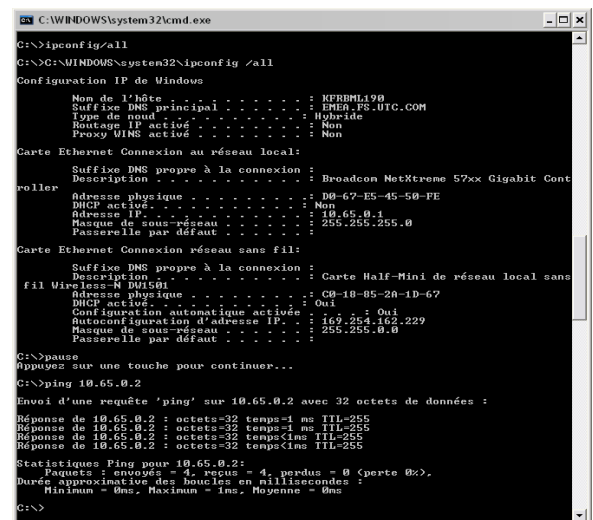 C:\WINDOWS\system32\cmd.exe
C:\>ipconfig/all
C:\>C:\WINDOWS\system32\ipconfig /all
Configuration IP de Windows
Nom de l'hôte . . . . . . . . . . : KFRBML190
Suffixe DNS principal . . . . . . : EMEA.FS.UTC.COM
Type de noud . . . . . . . . . . : Hybride
Routage IP activé . . . . . . . . : Non
Proxy WINS activé . . . . . . . . : Non
Carte Ethernet Connexion au réseau local:
Suffixe DNS propre à la connexion :
Description . . . . . . . . . . . : Broadcom NetXtreme 57xx Gigabit Cont
roller
Adresse physique . . . . . . . . .: D0-67-E5-45-50-FE
DHCP activé. . . . . . . . . . . : Non
Adresse IP. . . . . . . . . . . . : 10.65.0.1
Masque de sous-réseau . . . . . . : 255.255.255.0
Passerelle par défaut . . . . . . :
Carte Ethernet Connexion réseau sans fil:
Suffixe DNS propre à la connexion :
Description . . . . . . . . . . . : Carte Half-Mini de réseau local sans
fil Wireless-N DW1501
Adresse physique . . . . . . . . .: C0-18-85-2A-1D-67
DHCP activé. . . . . . . . . . . : Oui
Configuration automatique activée . . . . : Oui
Autoconfiguration d'adresse IP. . : 169.254.162.229
Masque de sous-réseau . . . . . . : 255.255.0.0
Passerelle par défaut . . . . . . :
C:\>pause
Appuyez sur une touche pour continuer...
C:\>ping 10.65.0.2
Envoi d'une requête 'ping' sur 10.65.0.2 avec 32 octets de données :
Réponse de 10.65.0.2 : octets=32 temps=1 ms TTL=255
Réponse de 10.65.0.2 : octets=32 temps<1ms TTL=255
Réponse de 10.65.0.2 : octets=32 temps<1ms TTL=255
Réponse de 10.65.0.2 : octets=32 temps<1ms TTL=255
Statistiques Ping pour 10.65.0.2:
Paquets : envoyés = 4, reçus = 4, perdus = 0 (perte 0%),
Durée approximative des boucles en millisecondes :
Minimum = 0ms, Maximum = 1ms, Moyenne = 0ms
C:\>